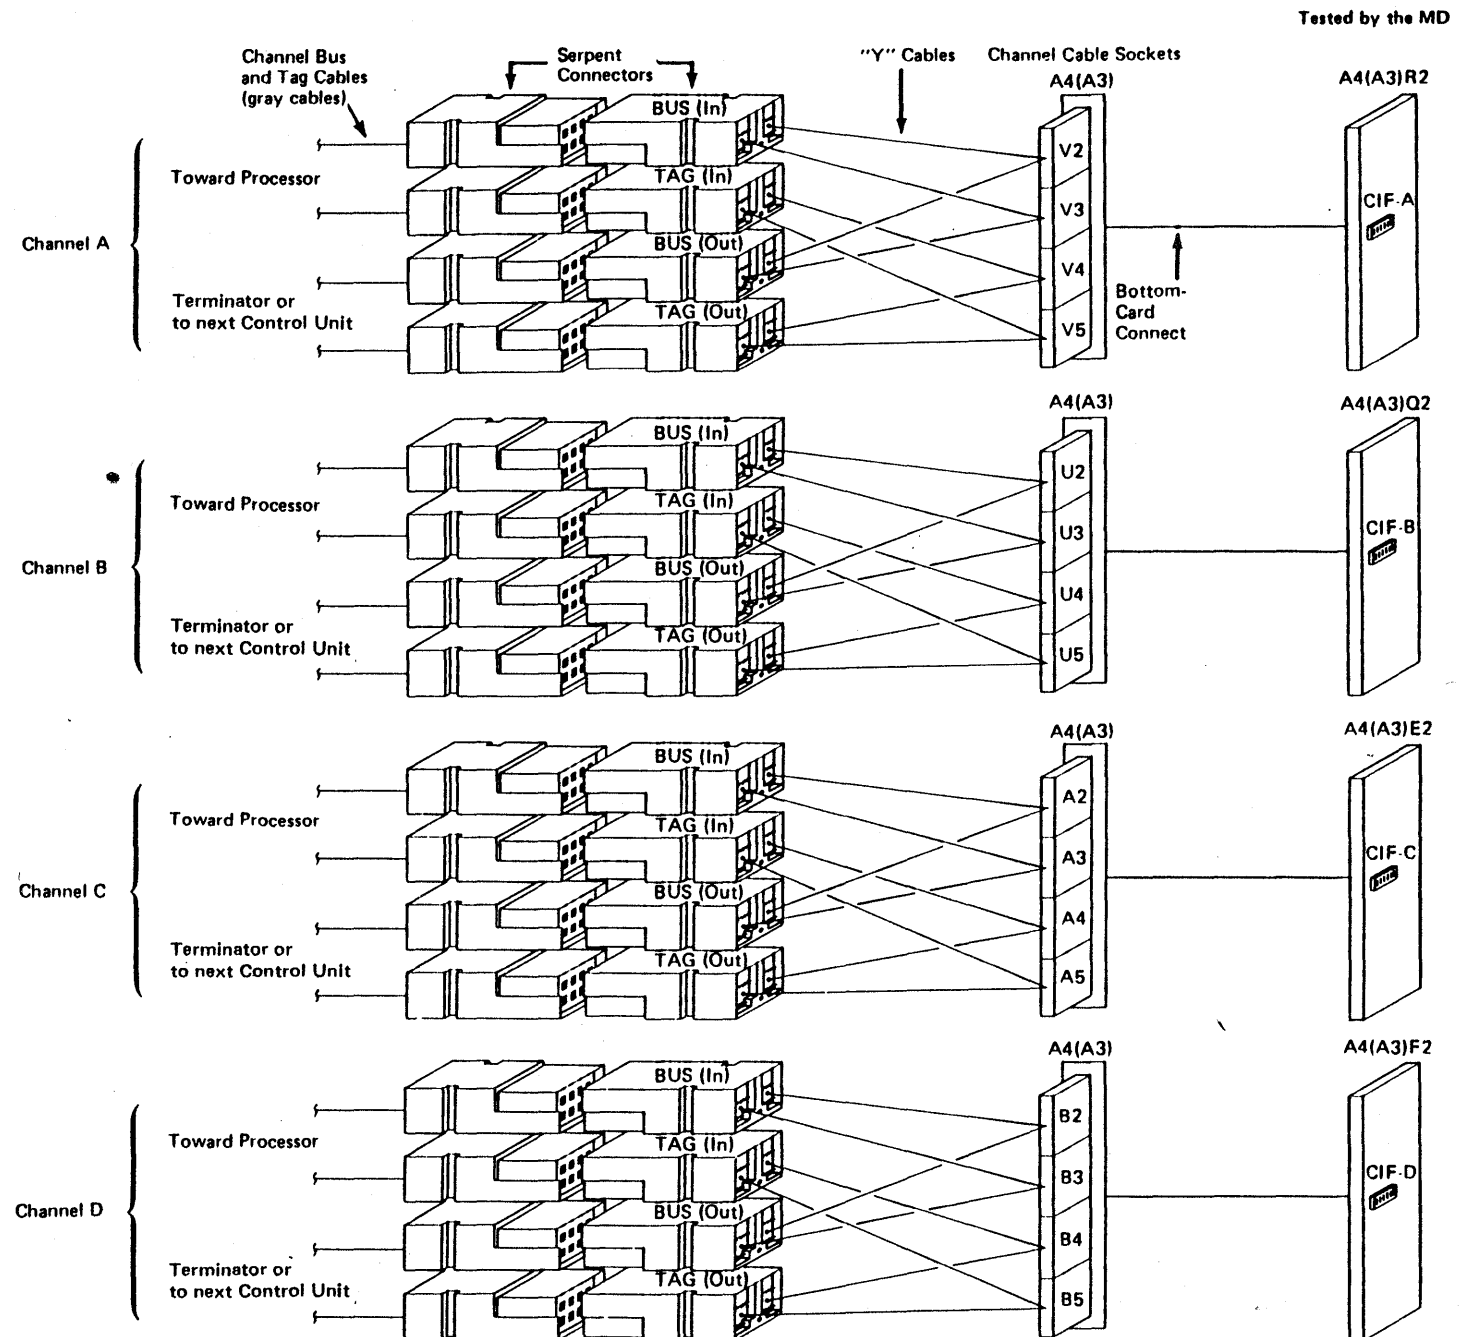 Tested by the MD
Channel Bus
and Tag Cables
(gray cables)
Serpent
Connectors
"Y" Cables
Channel Cable Sockets
A4(A3)
A4(A3)R2
BUS (In)
V2
Toward Processor
TAG (In)
V3
CIF-A
Channel A
BUS (Out)
V4
Terminator or
to next Control Unit
TAG (Out)
V5
Bottom-
Card
Connect
A4(A3)
A4(A3)Q2
BUS (In)
U2
Toward Processor
TAG (In)
U3
CIF-B
Channel B
BUS (Out)
U4
Terminator or
to next Control Unit
TAG (Out)
U5
A4(A3)
A4(A3)E2
BUS (In)
A2
Toward Processor
TAG (In)
A3
CIF-C
Channel C
BUS (Out)
A4
Terminator or
to next Control Unit
TAG (Out)
A5
A4(A3)
A4(A3)F2
BUS (In)
B2
Toward Processor
TAG (In)
B3
CIF-D
Channel D
BUS (Out)
B4
Terminator or
to next Control Unit
TAG (Out)
B5